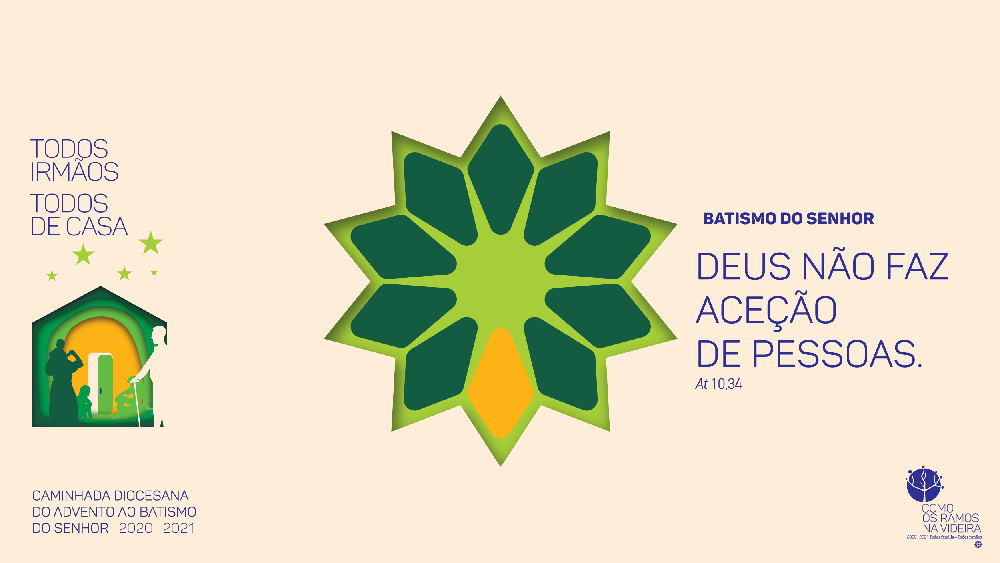 TODOS
IRMÃOS
TODOS
DE CASA
CAMINHADA DIOCESANA
DO ADVENTO AO BATISMO
DO SENHOR 2020 | 2021
BATISMO DO SENHOR
DEUS NÃO FAZ
ACEÇÃO
DE PESSOAS.
At 10,34
COMO
OS RAMOS
NA VIDEIRA
2020 | 2021 Todos família • Todos irmãos